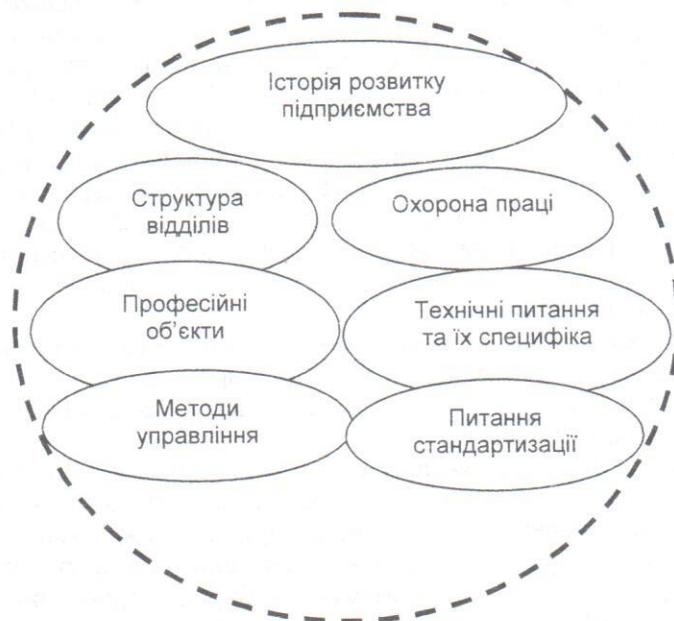 Історія розвитку
підприємства
Структура
відділів
Охорона праці
Професійні
об'єкти
Технічні питання
та їх специфіка
Методи
управління
Питання
стандартизації